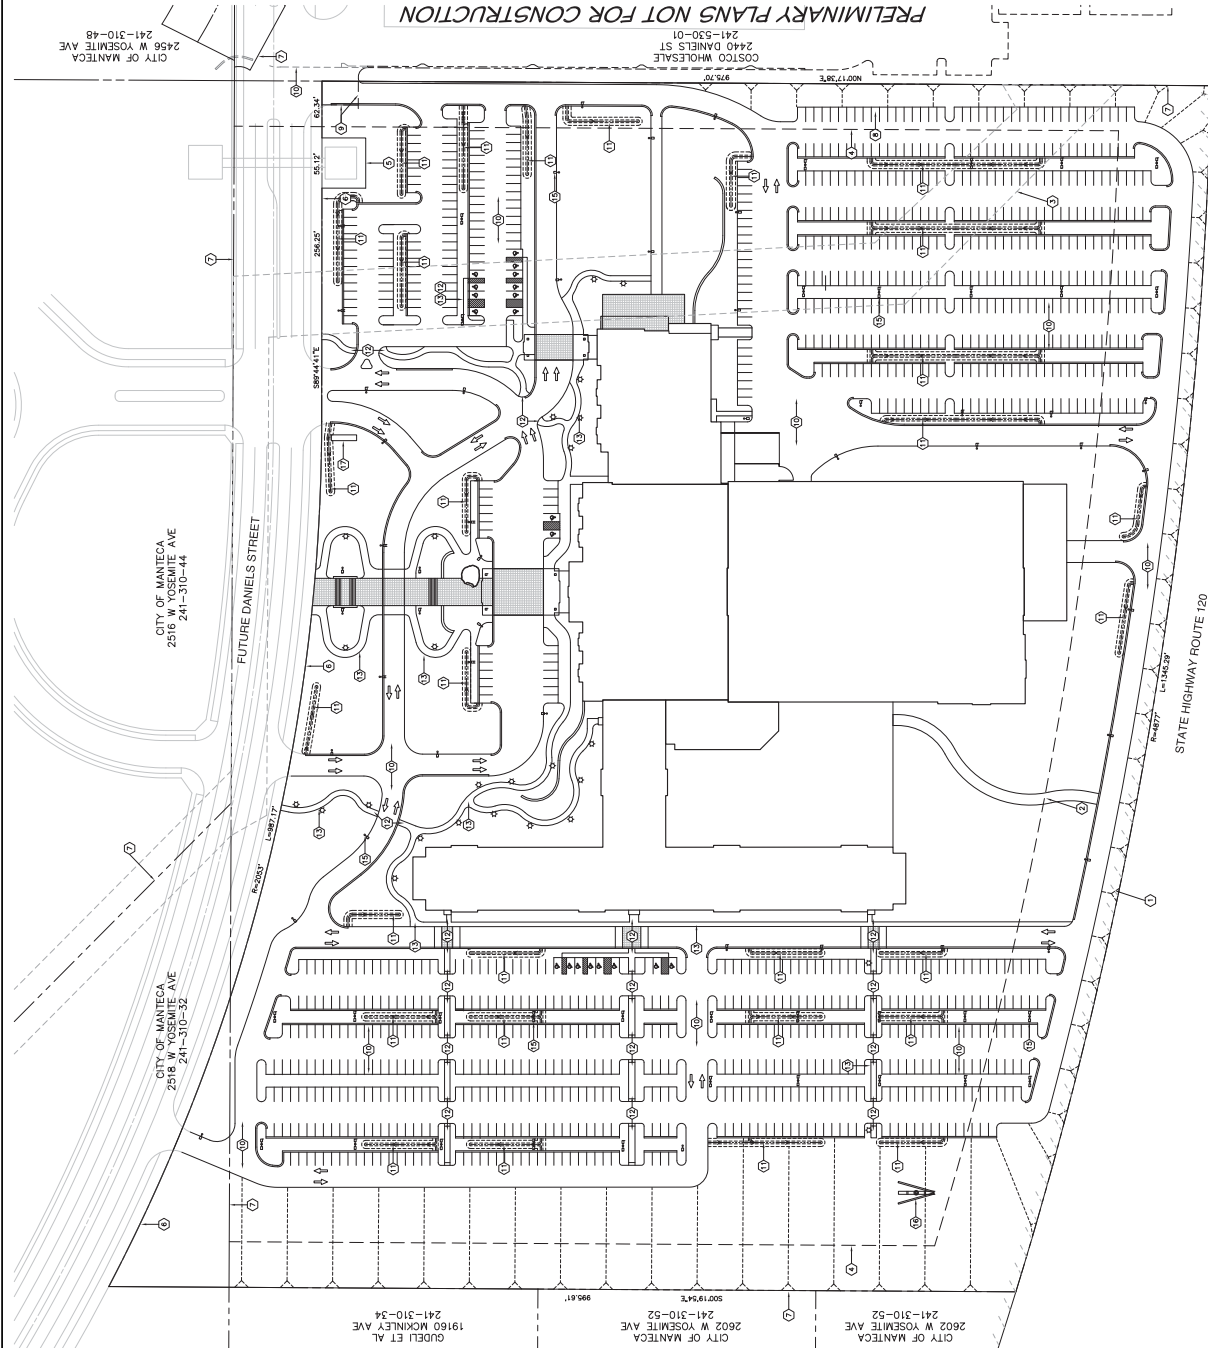 PRELIMINARY PLANS NOT FOR CONSTRUCTION
CITY OF MANTECA
2456 W YOSEMITE AVE
241-310-48
COSTCO WHOLESALE
2440 DANIELS ST
241-530-01
N00°17'38"E
975.70'
62.34'
55.12'
256.25'
S89°44'41"E
CITY OF MANTECA
2516 W YOSEMITE AVE
241-310-44
FUTURE DANIELS STREET
L=987.17'
R=2053'
CITY OF MANTECA
2518 W YOSEMITE AVE
241-310-32
STATE HIGHWAY ROUTE 120
R=4877'
L=1345.29'
S00°19'54"E
995.61'
GUDELI ET AL
19160 MCKINLEY AVE
241-310-34
CITY OF MANTECA
2602 W YOSEMITE AVE
241-310-52
CITY OF MANTECA
2602 W YOSEMITE AVE
241-310-52